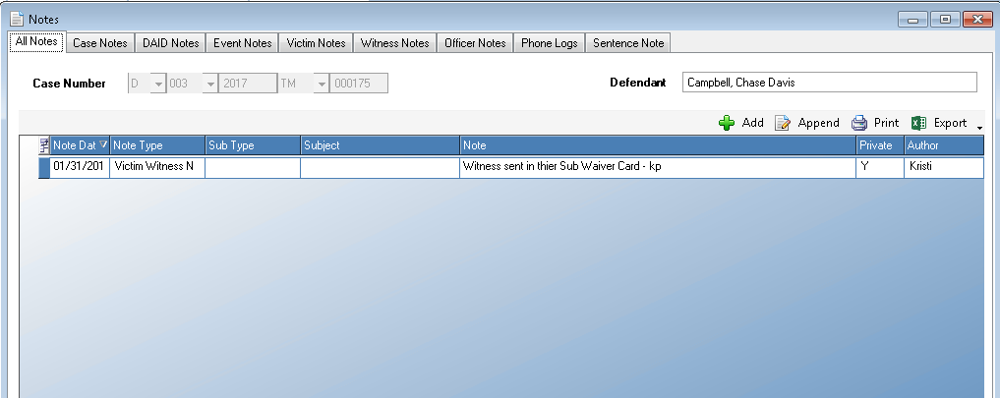 Notes
All Notes Case Notes DAID Notes Event Notes Victim Notes Witness Notes Officer Notes Phone Logs Sentence Note
Case Number D 003 2017 TM 000175 Defendant Campbell, Chase Davis
Add Append Print Export
Note Dat Note Type Sub Type Subject Note Private Author
01/31/201 Victim Witness N Witness sent in thier Sub Waiver Card - kp Y Kristi